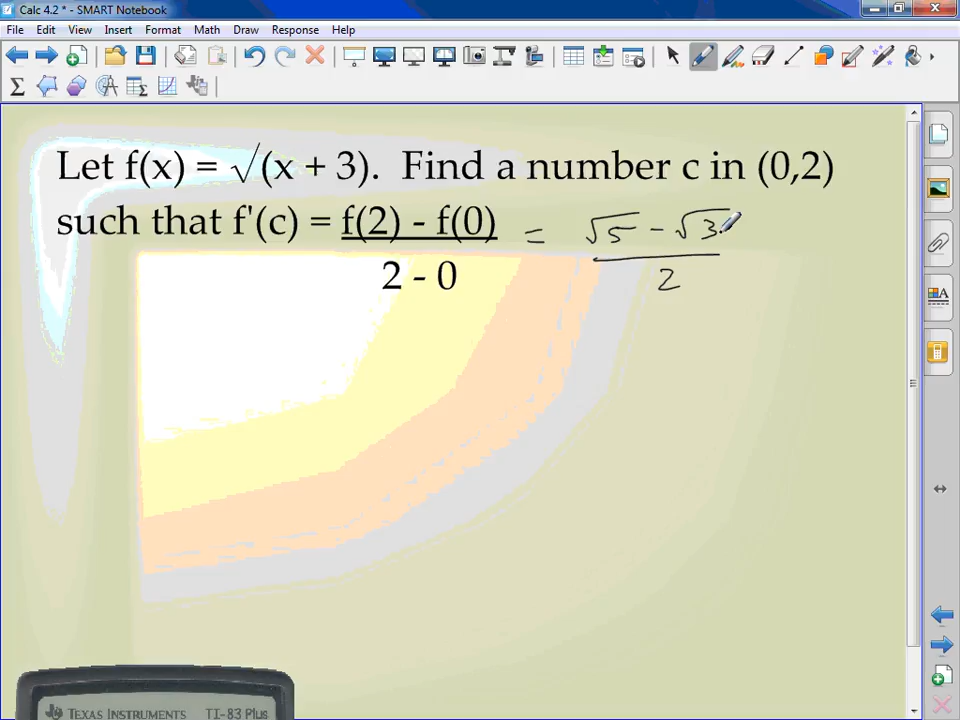 Calc 4.2 * - SMART Notebook
File Edit View Insert Format Math Draw Response Help
Let f(x) = √(x + 3). Find a number c in (0,2)
such that f'(c) = f(2) - f(0) = √5 - √3
2 - 0 2
TEXAS INSTRUMENTS TI-83 Plus